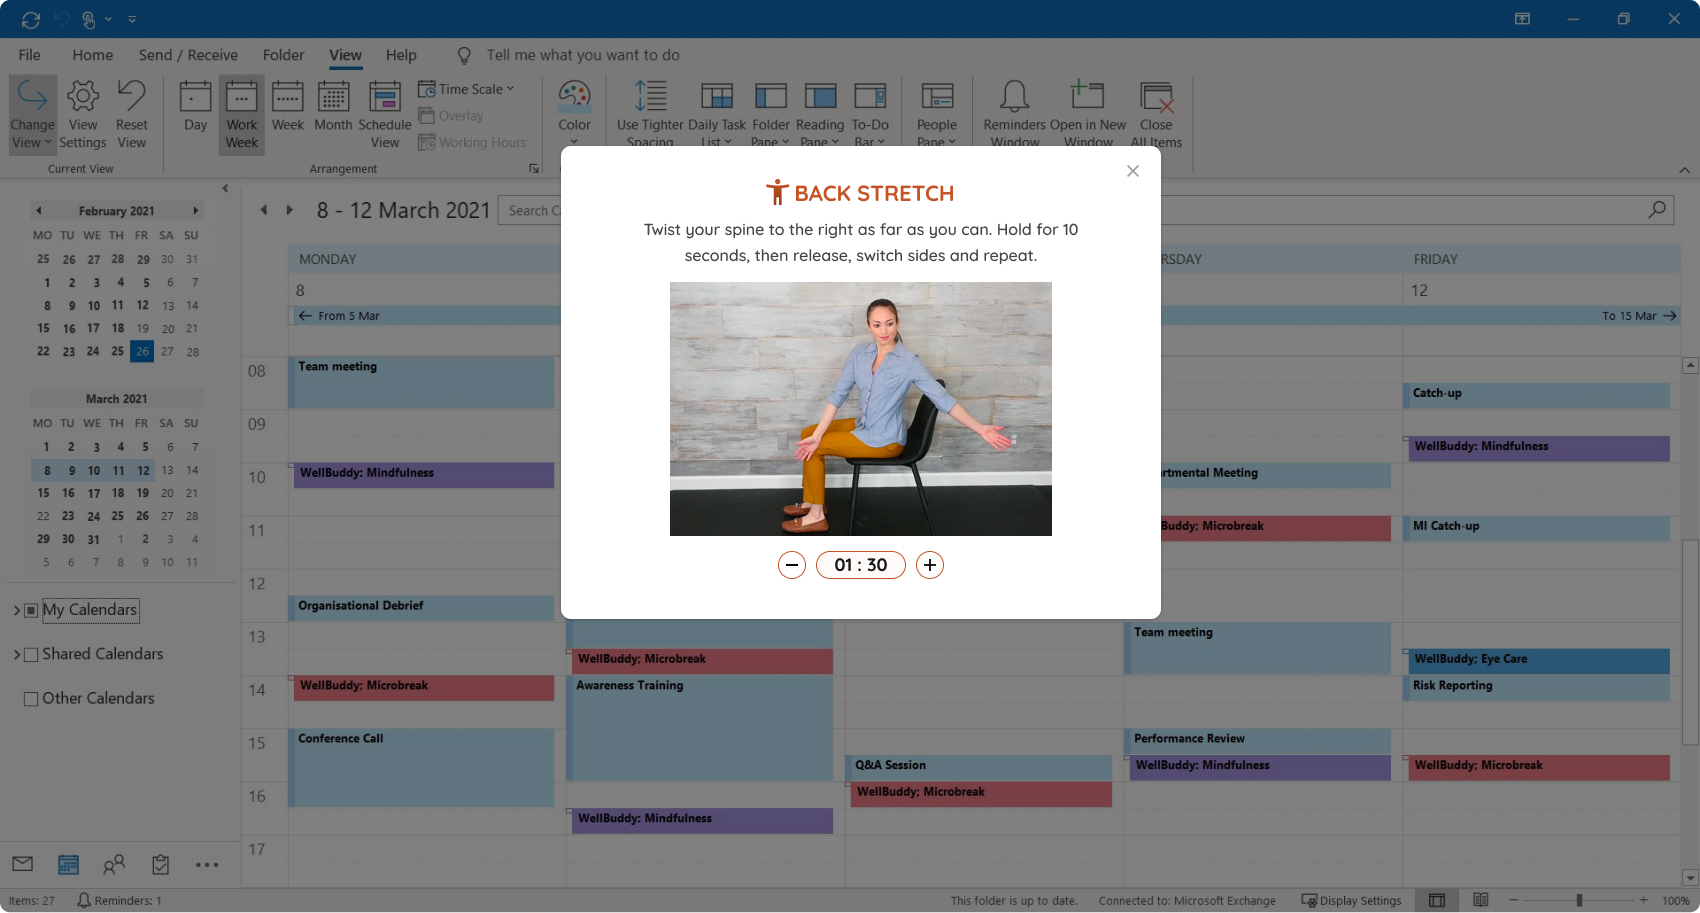 File Home Send / Receive Folder View Help Tell me what you want to do
Change View
View Settings
Reset View
Day
Work Week
Week
Month
Schedule View
Time Scale
Overlay
Working Hours
Color
Use Tighter Spacing
Daily Task List
Folder Pane
Reading Pane
To-Do Bar
People Pane
Reminders Window
Open in New Window
Close All Items
Current View
Arrangement
February 2021
MO TU WE TH FR SA SU
25 26 27 28 29 30 31
1 2 3 4 5 6 7
8 9 10 11 12 13 14
15 16 17 18 19 20 21
22 23 24 25 26 27 28
March 2021
MO TU WE TH FR SA SU
1 2 3 4 5 6 7
8 9 10 11 12 13 14
15 16 17 18 19 20 21
22 23 24 25 26 27 28
29 30 31 1 2 3 4
5 6 7 8 9 10 11
My Calendars
Shared Calendars
Other Calendars
8 - 12 March 2021
Search C
BACK STRETCH
Twist your spine to the right as far as you can. Hold for 10
seconds, then release, switch sides and repeat.
01 : 30
MONDAY
RSDAY
FRIDAY
8
12
From 5 Mar
To 15 Mar
08
Team meeting
Catch-up
09
WellBuddy: Mindfulness
10
WellBuddy: Mindfulness
rtmental Meeting
11
Buddy: Microbreak
MI Catch-up
12
Organisational Debrief
13
Team meeting
WellBuddy; Microbreak
WellBuddy; Eye Care
14
WellBuddy: Microbreak
Awareness Training
Risk Reporting
15
Conference Call
Performance Review
Q&A Session
WellBuddy: Mindfulness
WellBuddy; Microbreak
16
WellBuddy; Microbreak
WellBuddy: Mindfulness
17
Items: 27 Reminders: 1
This folder is up to date. Connected to: Microsoft Exchange Display Settings 100%